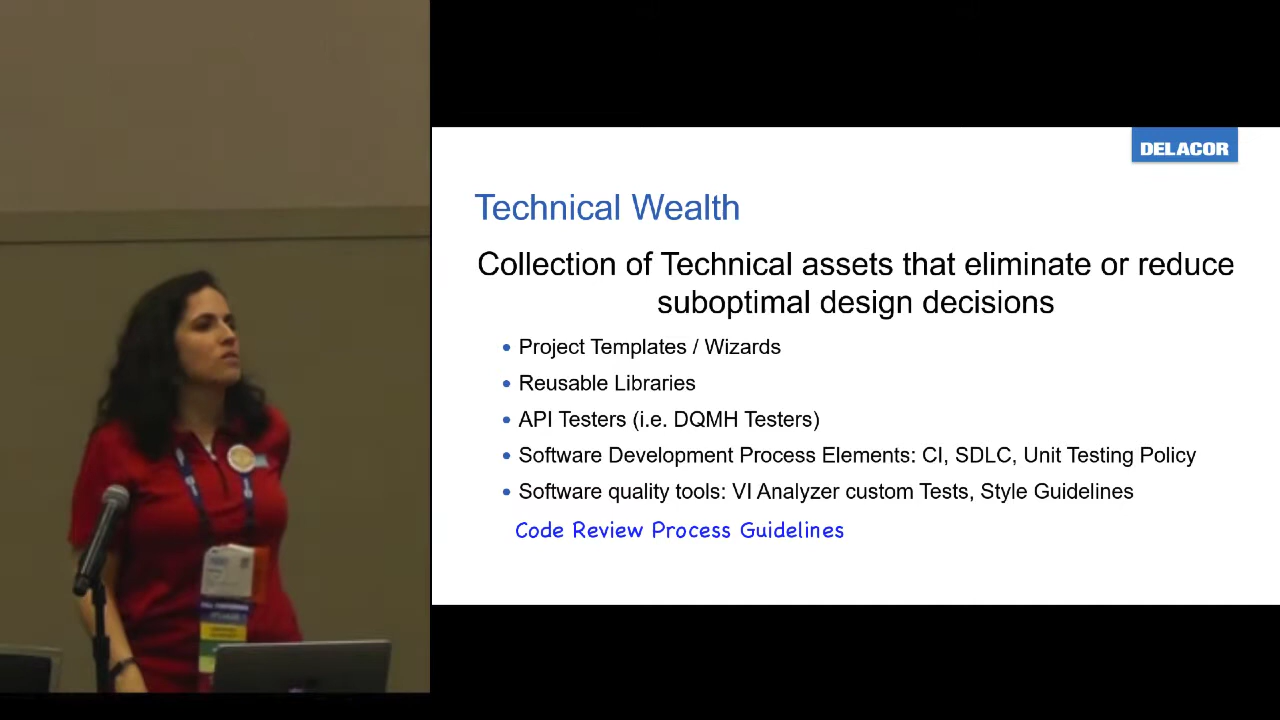 DELACOR
Technical Wealth
Collection of Technical assets that eliminate or reduce
suboptimal design decisions
• Project Templates / Wizards
• Reusable Libraries
• API Testers (i.e. DQMH Testers)
• Software Development Process Elements: CI, SDLC, Unit Testing Policy
• Software quality tools: VI Analyzer custom Tests, Style Guidelines
Code Review Process Guidelines